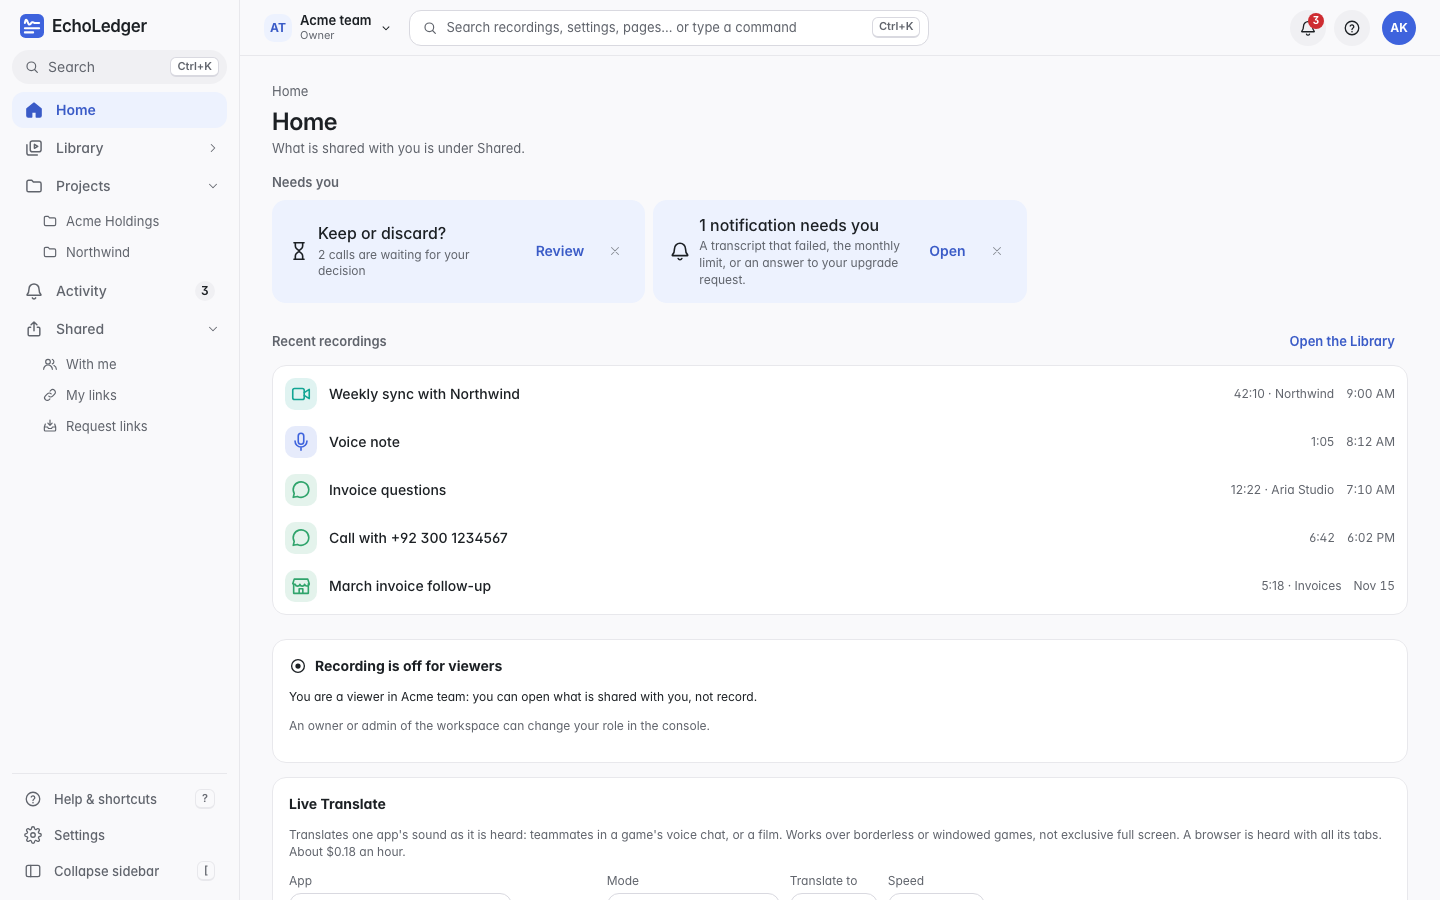 EchoLedger
Search
Ctrl+K
Home
Library
Projects
Acme Holdings
Northwind
Activity
3
Shared
With me
My links
Request links
Help & shortcuts
?
Settings
Collapse sidebar
[
AT
Acme team
Owner
Search recordings, settings, pages... or type a command
Ctrl+K
3
AK
Home
Home
What is shared with you is under Shared.
Needs you
Keep or discard?
2 calls are waiting for your
decision
Review
1 notification needs you
A transcript that failed, the monthly
limit, or an answer to your upgrade
request.
Open
Recent recordings
Open the Library
Weekly sync with Northwind
42:10 · Northwind 9:00 AM
Voice note
1:05 8:12 AM
Invoice questions
12:22 · Aria Studio 7:10 AM
Call with +92 300 1234567
6:42 6:02 PM
March invoice follow-up
5:18 · Invoices Nov 15
Recording is off for viewers
You are a viewer in Acme team: you can open what is shared with you, not record.
An owner or admin of the workspace can change your role in the console.
Live Translate
Translates one app's sound as it is heard: teammates in a game's voice chat, or a film. Works over borderless or windowed games, not exclusive full screen. A browser is heard with all its tabs.
About $0.18 an hour.
App
Mode
Translate to
Speed